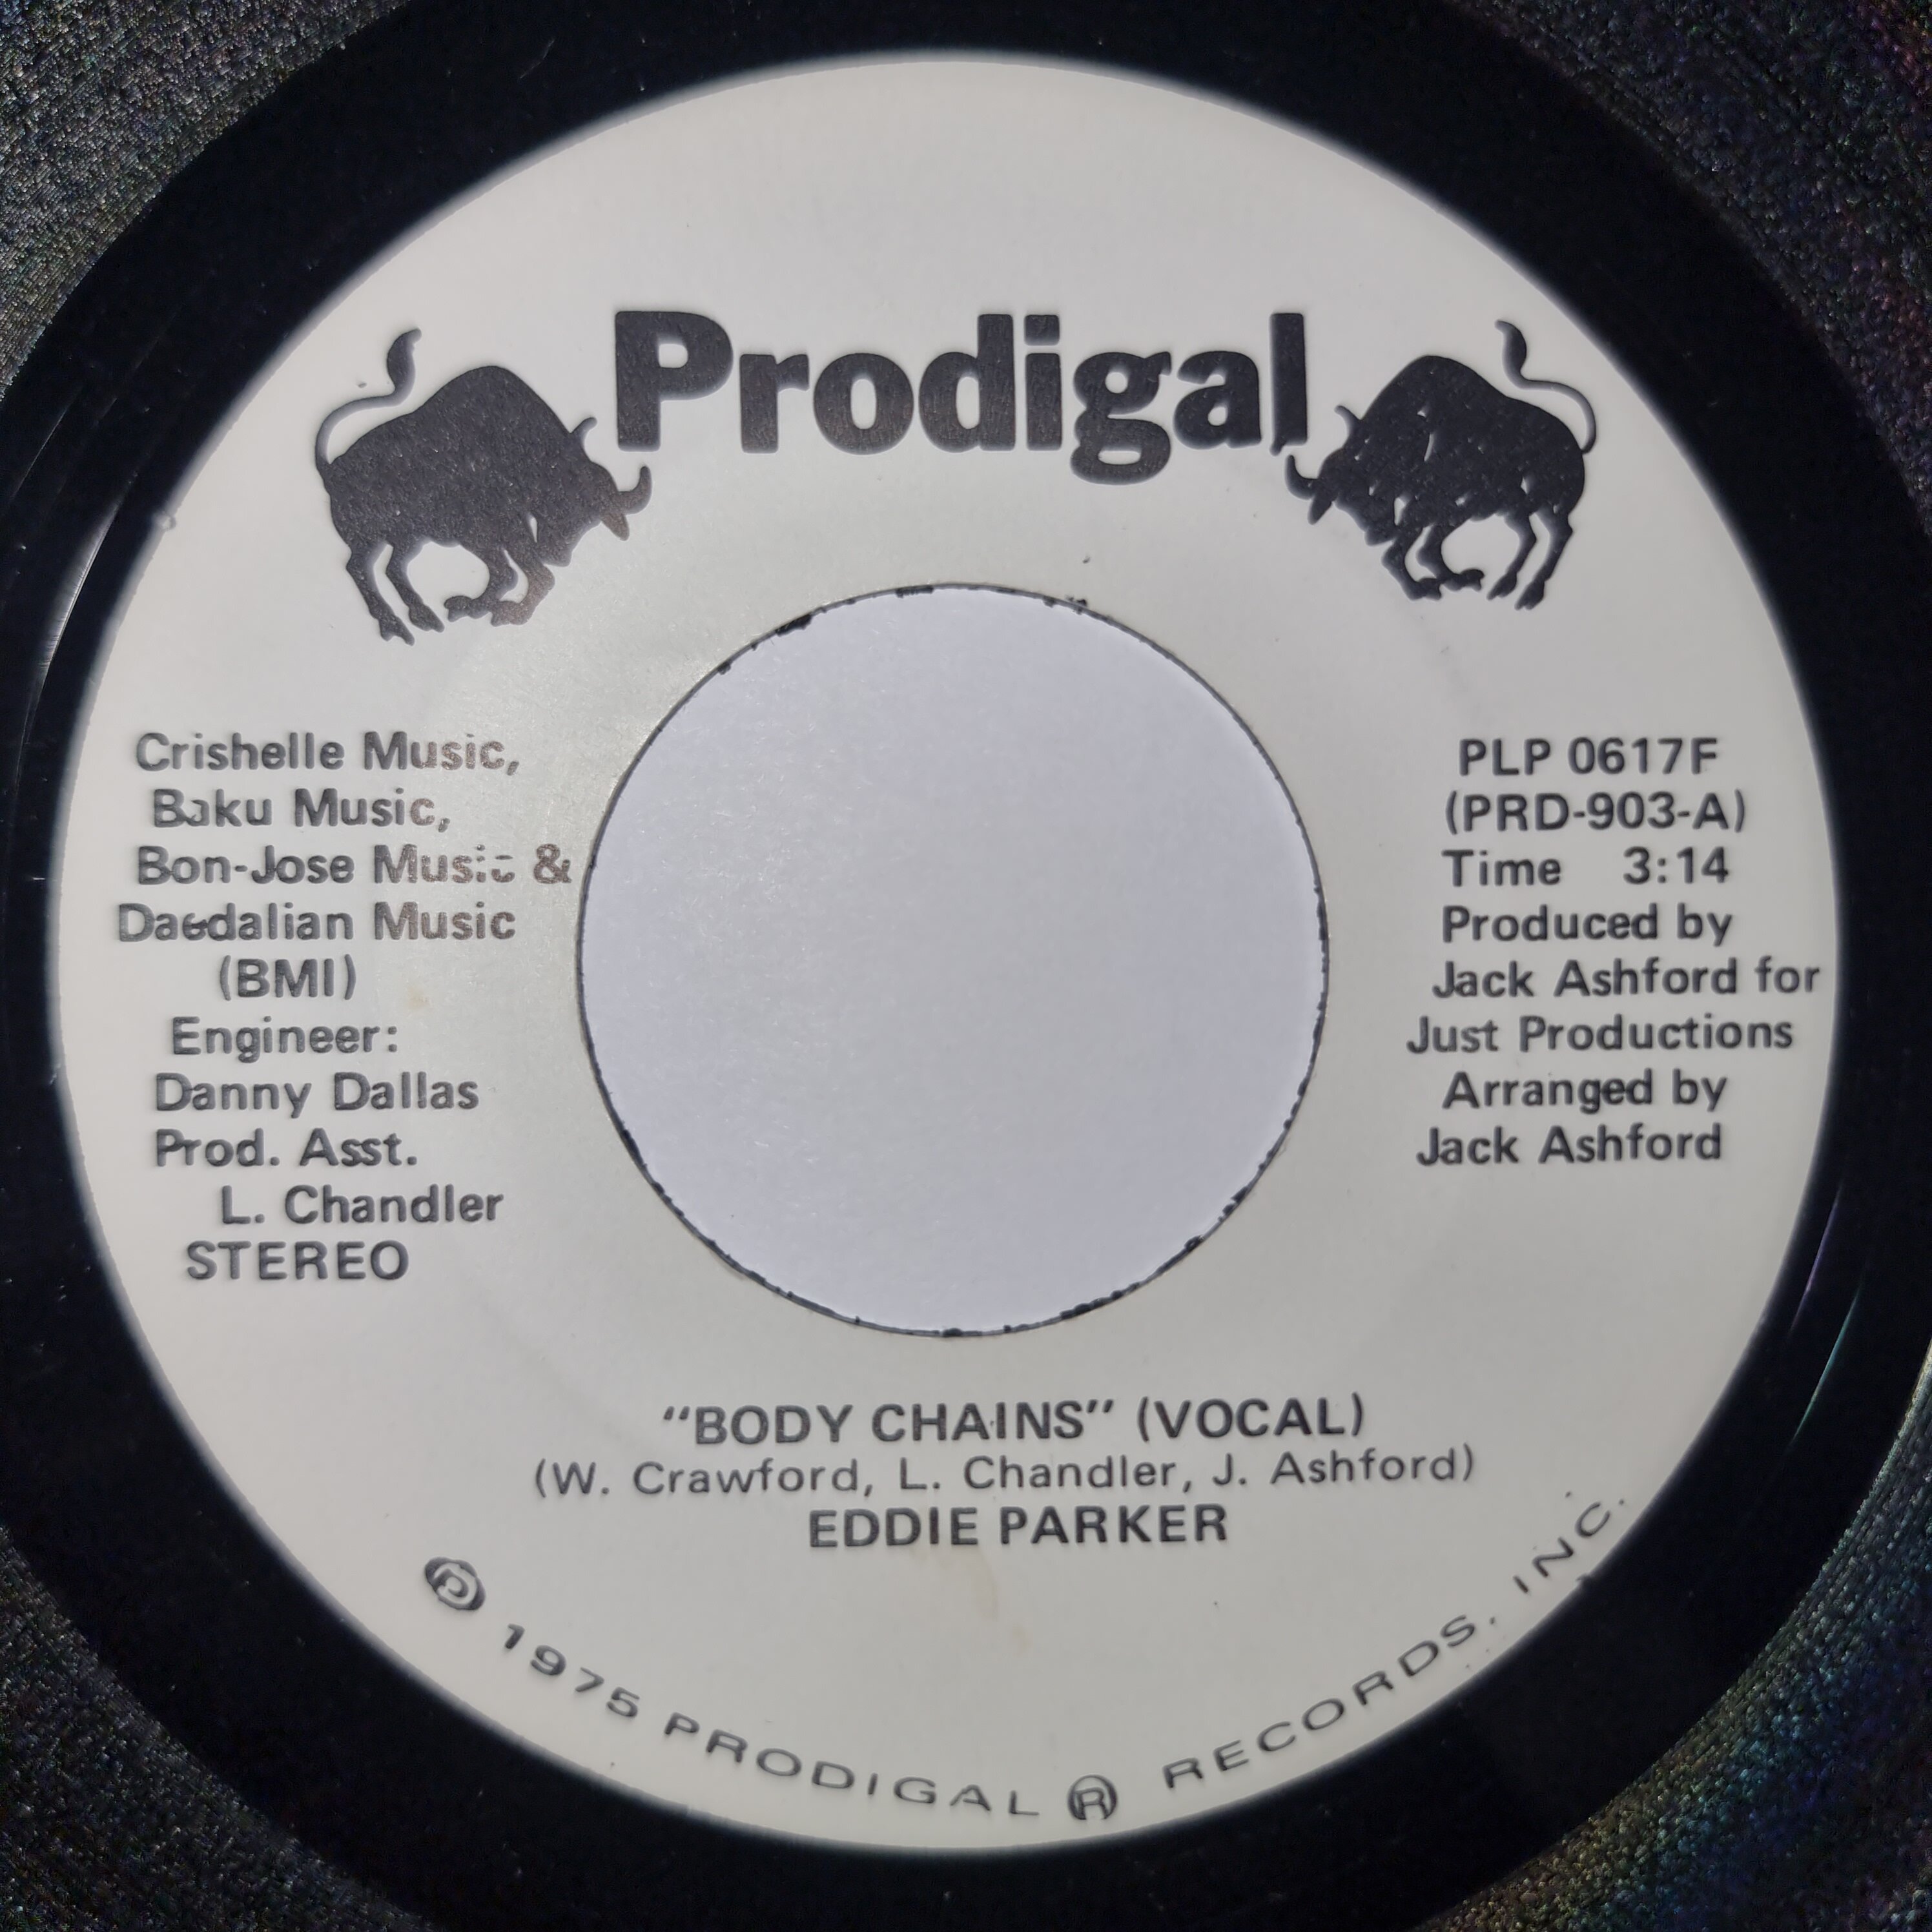 Prodigal
Crishelle Music,
Baku Music,
Bon-Jose Music &
Daedalian Music
(BMI)
Engineer:
Danny Dallas
Prod. Asst.
L. Chandler
STEREO
PLP 0617F
(PRD-903-A)
Time 3:14
Produced by
Jack Ashford for
Just Productions
Arranged by
Jack Ashford
"BODY CHAINS" (VOCAL)
(W. Crawford, L. Chandler, J. Ashford)
EDDIE PARKER
℗ 1975 PRODIGAL ® RECORDS, INC.